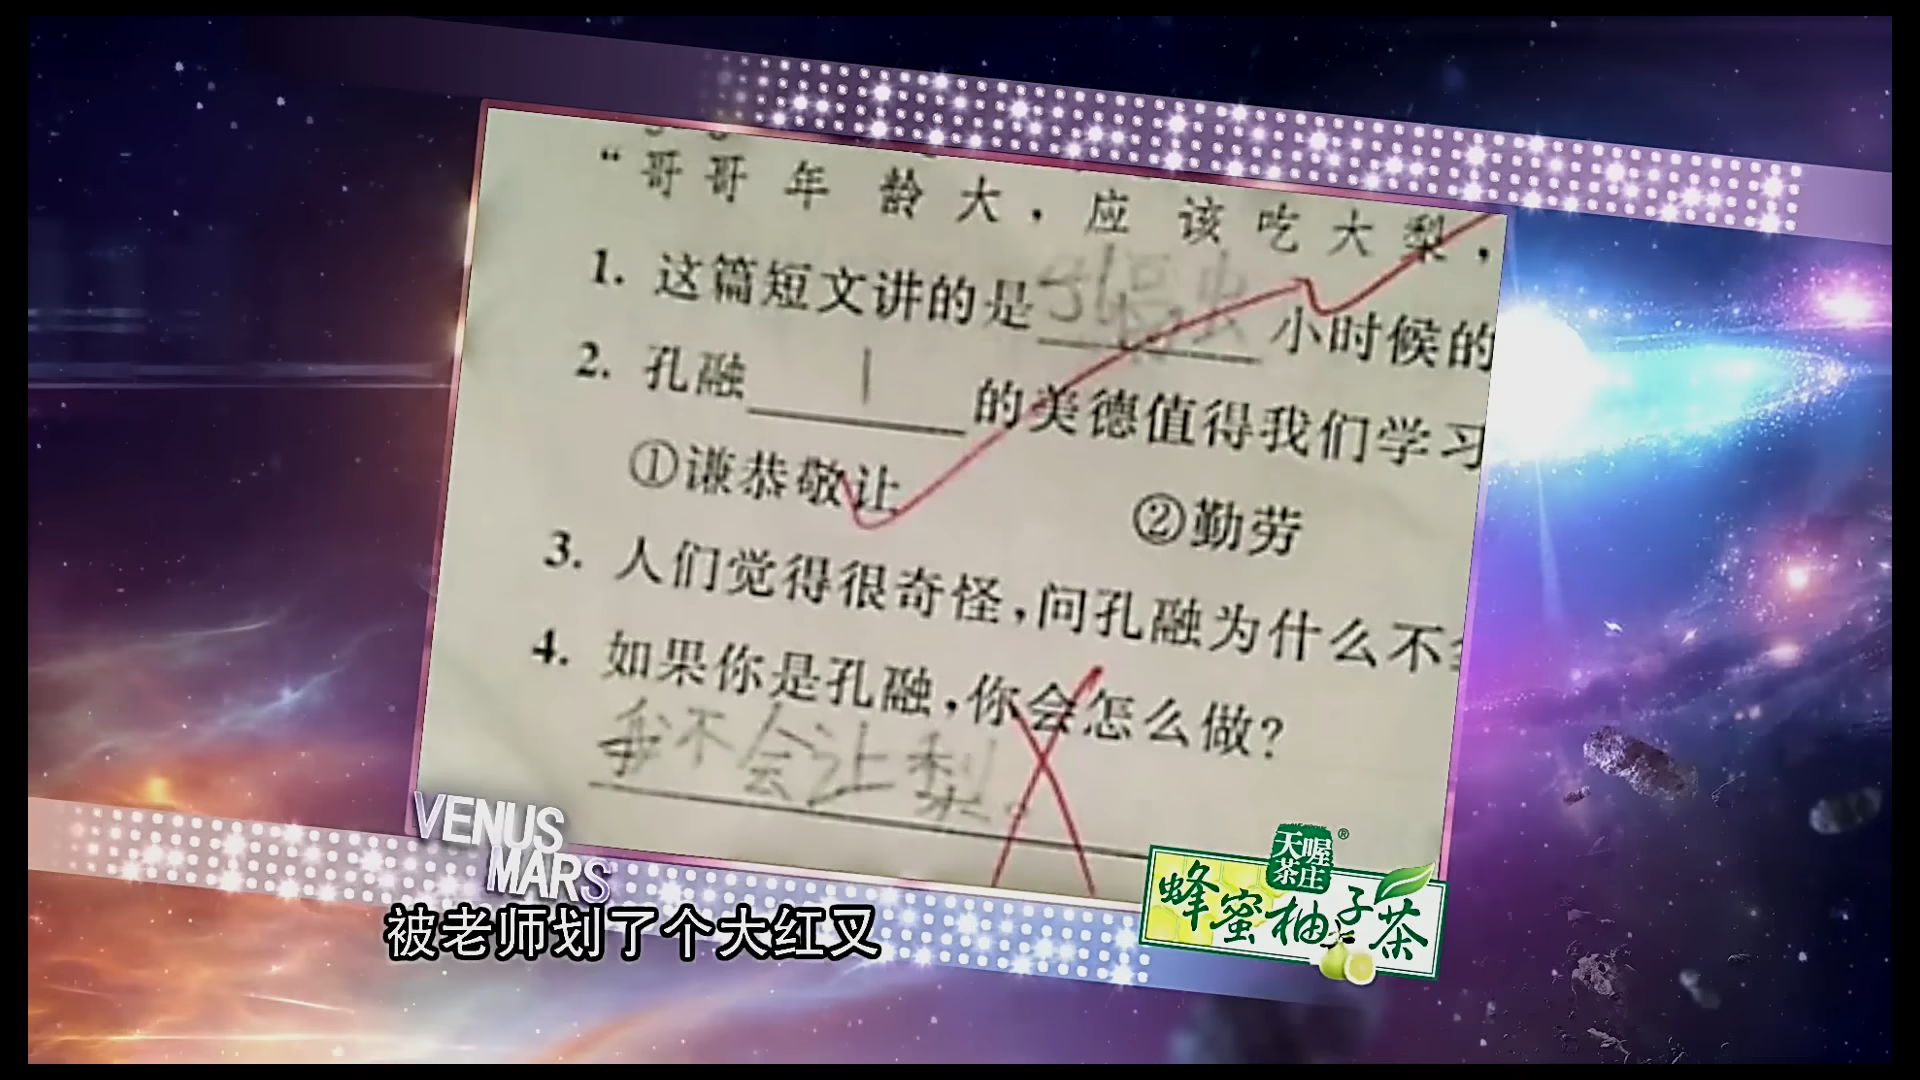 “哥哥年龄大，应该吃大梨，
1. 这篇短文讲的是孔融 小时候的
2. 孔融 1 的美德值得我们学习
①谦恭敬让 ②勤劳
3. 人们觉得很奇怪，问孔融为什么不
4. 如果你是孔融，你会怎么做？
我不会让梨。
VENUS
MARS
天喔®
茶庄
蜂蜜柚子茶
被老师划了个大红叉